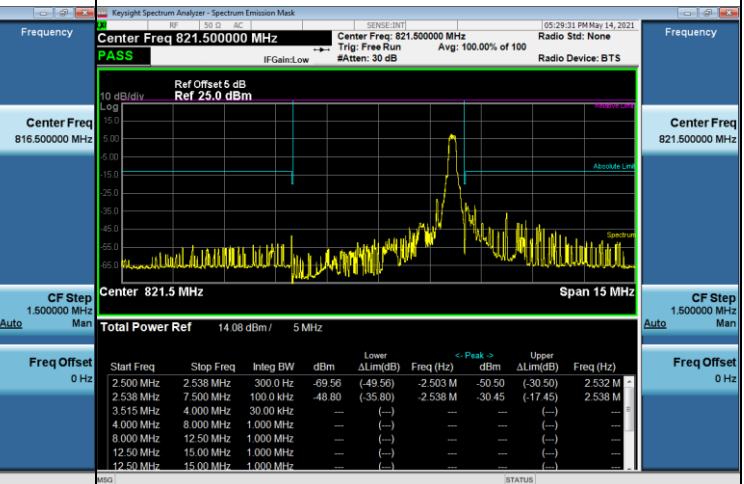 Keysight Spectrum Analyzer - Spectrum Emission Mask
RF 50 Ω AC SENSE:INT 05:29:31 PM May 14, 2021
Frequency
Center Freq 821.500000 MHz
Center Freq: 821.500000 MHz
Radio Std: None
Frequency
Trig: Free Run Avg: 100.00% of 100
PASS
IFGain:Low
#Atten: 30 dB
Radio Device: BTS
Ref Offset 5 dB
10 dB/div Ref 25.0 dBm
Log
Relative Limit
15.0
5.00
-5.00
Absolute Limit
-15.0
-25.0
-35.0
-45.0
Spectrum
-55.0
-65.0
Center 821.5 MHz Span 15 MHz
Center Freq
816.500000 MHz
Center Freq
821.500000 MHz
CF Step
1.500000 MHz
Auto Man
CF Step
1.500000 MHz
Auto Man
Freq Offset
0 Hz
Freq Offset
0 Hz
Total Power Ref 14.08 dBm / 5 MHz
Lower <- Peak -> Upper
Start Freq Stop Freq Integ BW dBm ΔLim(dB) Freq (Hz) dBm ΔLim(dB) Freq (Hz)
2.500 MHz 2.538 MHz 300.0 Hz -69.56 (-49.56) -2.503 M -50.50 (-30.50) 2.532 M
2.538 MHz 7.500 MHz 100.0 kHz -48.80 (-35.80) -2.538 M -30.45 (-17.45) 2.538 M
3.515 MHz 4.000 MHz 30.00 kHz --- (---) --- --- (---) ---
4.000 MHz 8.000 MHz 1.000 MHz --- (---) --- --- (---) ---
8.000 MHz 12.50 MHz 1.000 MHz --- (---) --- --- (---) ---
12.50 MHz 15.00 MHz 1.000 MHz --- (---) --- --- (---) ---
12.50 MHz 15.00 MHz 1.000 MHz --- (---) --- --- (---) ---
MSG STATUS